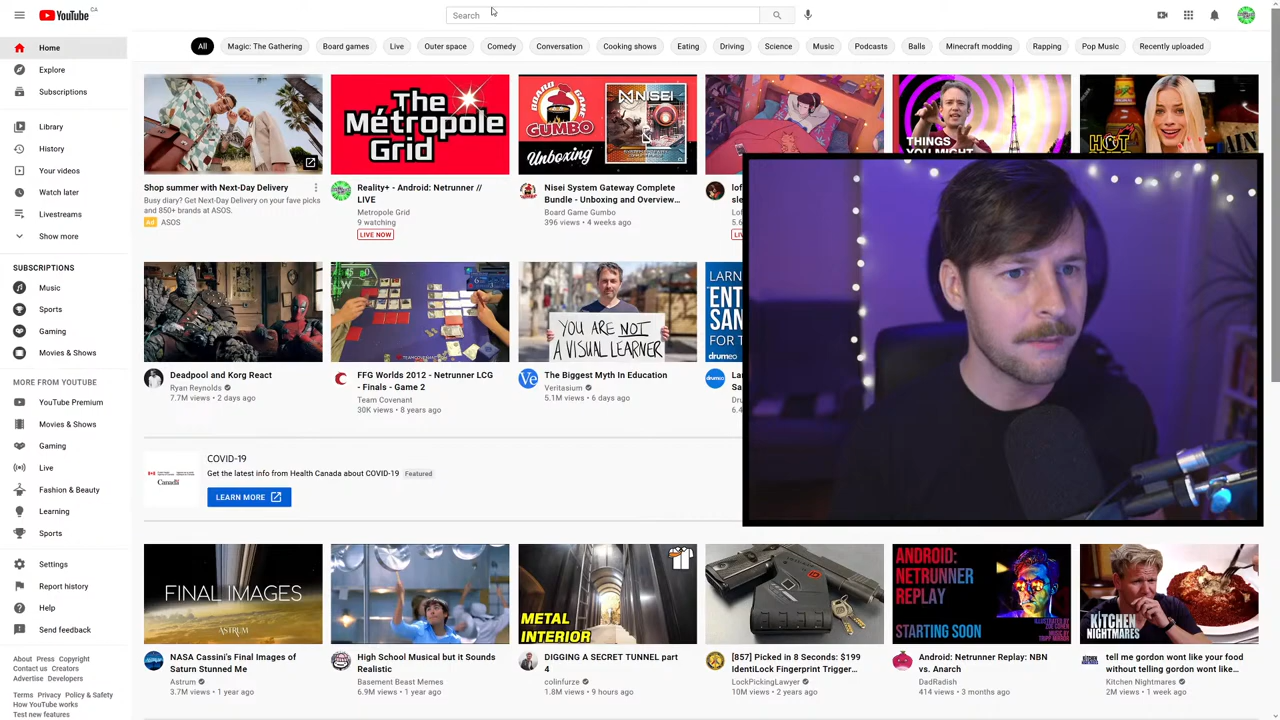 YouTube CA
Search
Home
Explore
Subscriptions
Library
History
Your videos
Watch later
Livestreams
Show more
SUBSCRIPTIONS
Music
Sports
Gaming
Movies & Shows
MORE FROM YOUTUBE
YouTube Premium
Movies & Shows
Gaming
Live
Fashion & Beauty
Learning
Sports
Settings
Report history
Help
Send feedback
About Press Copyright
Contact us Creators
Advertise Developers
Terms Privacy Policy & Safety
How YouTube works
Test new features
All Magic: The Gathering Board games Live Outer space Comedy Conversation Cooking shows Eating Driving Science Music Podcasts Balls Minecraft modding Rapping Pop Music Recently uploaded
Shop summer with Next-Day Delivery
Busy diary? Get Next-Day Delivery on your fave picks
and 850+ brands at ASOS.
Ad ASOS
The
Métropole
Grid
Reality+ - Android: Netrunner //
LIVE
Metropole Grid
9 watching
LIVE NOW
BOARD GAME
GUMBO
Unboxing
NISEI
Nisei System Gateway Complete
Bundle - Unboxing and Overview...
Board Game Gumbo
396 views • 4 weeks ago
THINGS
YOU MIGHT
HOT
Deadpool and Korg React
Ryan Reynolds
7.7M views • 2 days ago
TEAMCOVENANT
FFG Worlds 2012 - Netrunner LCG
- Finals - Game 2
Team Covenant
30K views • 8 years ago
YOU ARE NOT
A VISUAL LEARNER
The Biggest Myth In Education
Veritasium
5.1M views • 6 days ago
drumeo
COVID-19
Get the latest info from Health Canada about COVID-19 Featured
LEARN MORE
Canada
FINAL IMAGES
ASTRUM
NASA Cassini's Final Images of
Saturn Stunned Me
Astrum
3.7M views • 1 year ago
High School Musical but it Sounds
Realistic
Basement Beast Memes
6.9M views • 1 year ago
METAL
INTERIOR
DIGGING A SECRET TUNNEL part
4
colinfurze
1.8M views • 9 hours ago
[857] Picked in 8 Seconds: $199
IdentiLock Fingerprint Trigger...
LockPickingLawyer
10M views • 2 years ago
ANDROID:
NETRUNNER
REPLAY
STARTING SOON
Android: Netrunner Replay: NBN
vs. Anarch
DadRadish
414 views • 3 months ago
KITCHEN
NIGHTMARES
tell me gordon wont like your food
without telling gordon wont like...
Kitchen Nightmares
2M views • 1 week ago